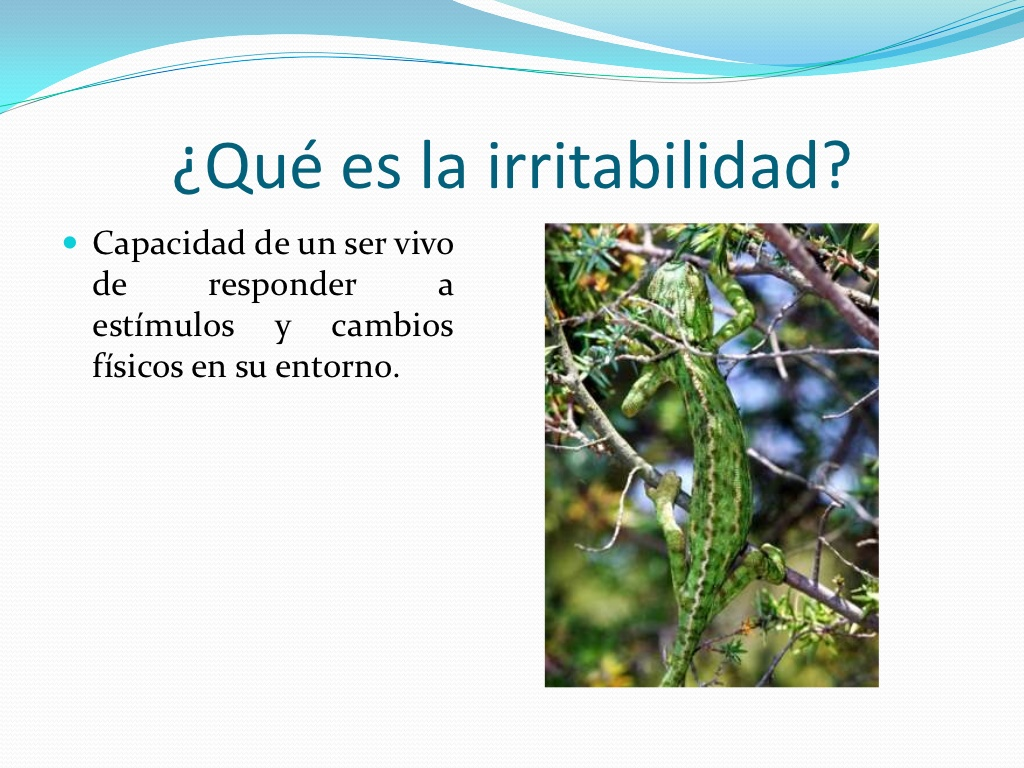 ¿Qué es la irritabilidad?
Capacidad de un ser vivo
de responder a
estímulos y cambios
físicos en su entorno.